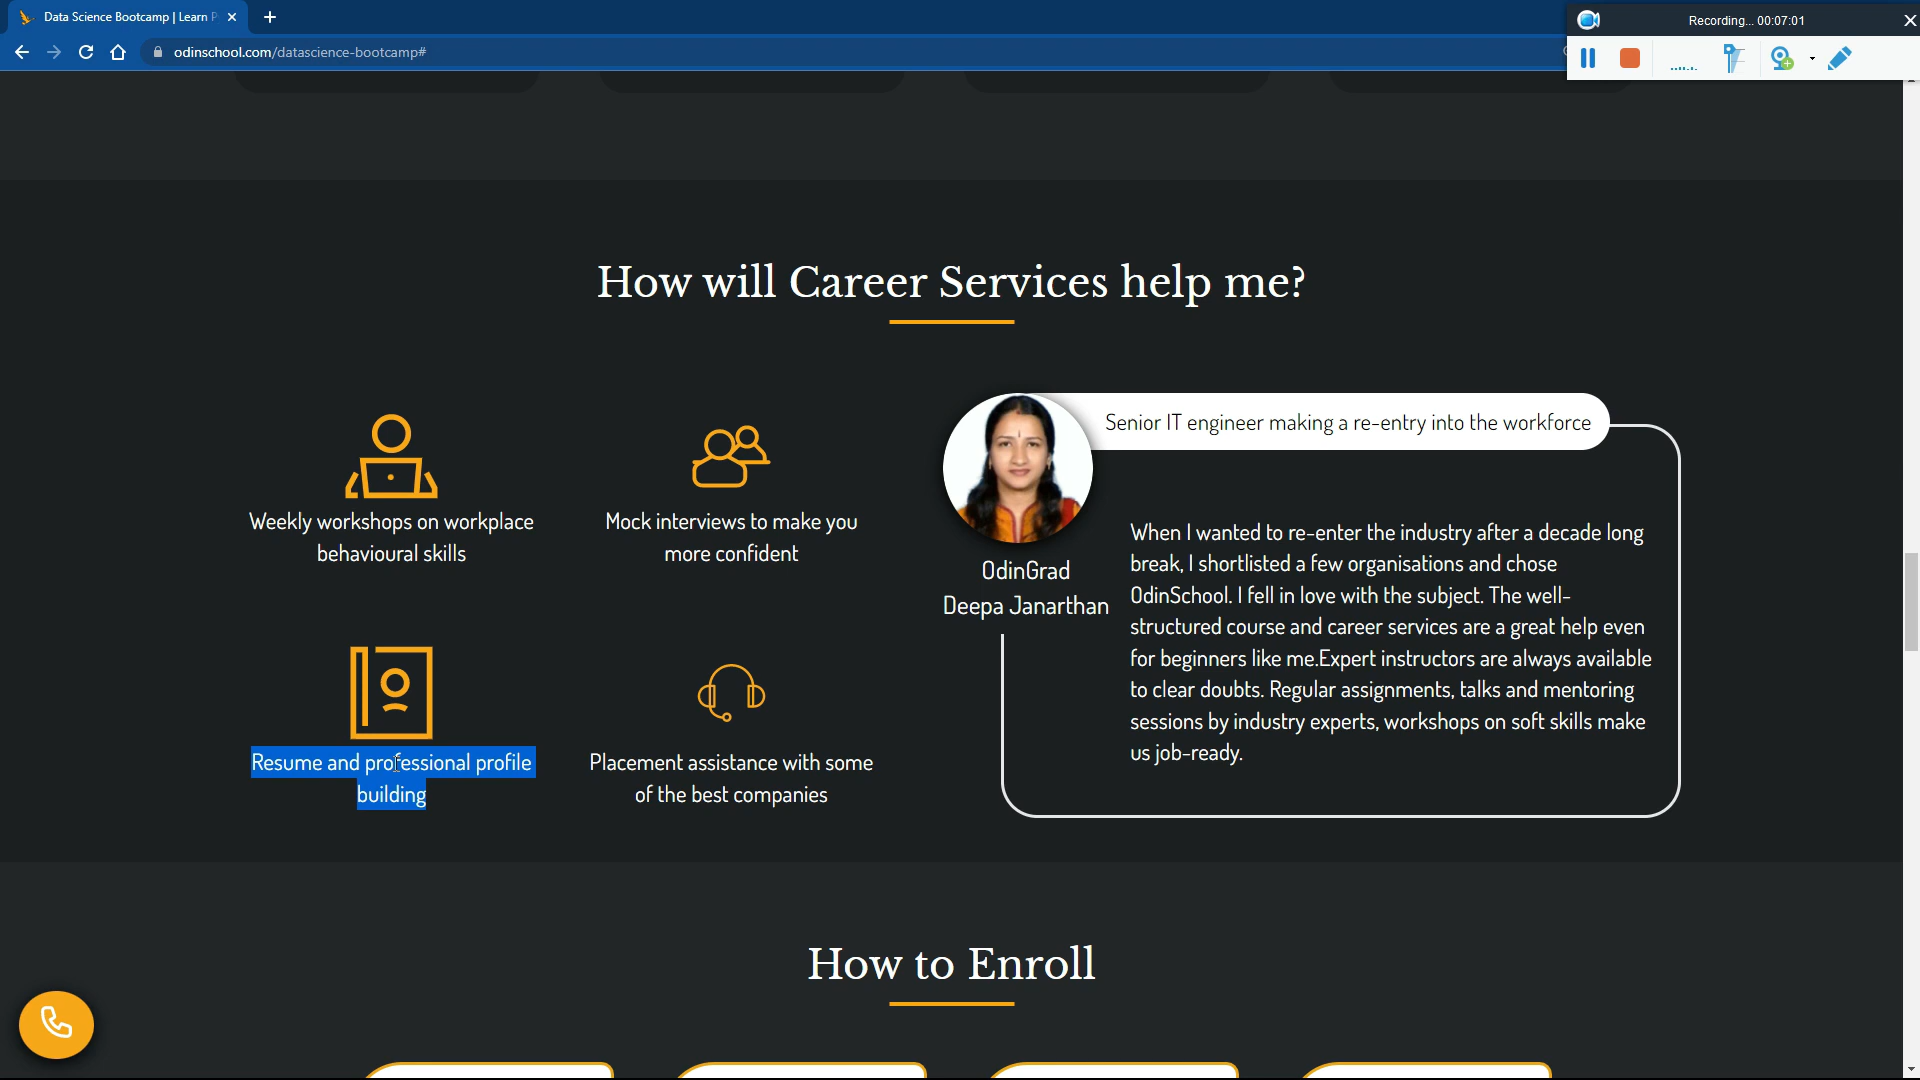 Data Science Bootcamp | Learn P
Recording... 00:07:01
odinschool.com/datascience-bootcamp#
How will Career Services help me?
Weekly workshops on workplace
behavioural skills
Mock interviews to make you
more confident
Resume and professional profile
building
Placement assistance with some
of the best companies
Senior IT engineer making a re-entry into the workforce
OdinGrad
Deepa Janarthan
When I wanted to re-enter the industry after a decade long
break, I shortlisted a few organisations and chose
OdinSchool. I fell in love with the subject. The well-
structured course and career services are a great help even
for beginners like me.Expert instructors are always available
to clear doubts. Regular assignments, talks and mentoring
sessions by industry experts, workshops on soft skills make
us job-ready.
How to Enroll